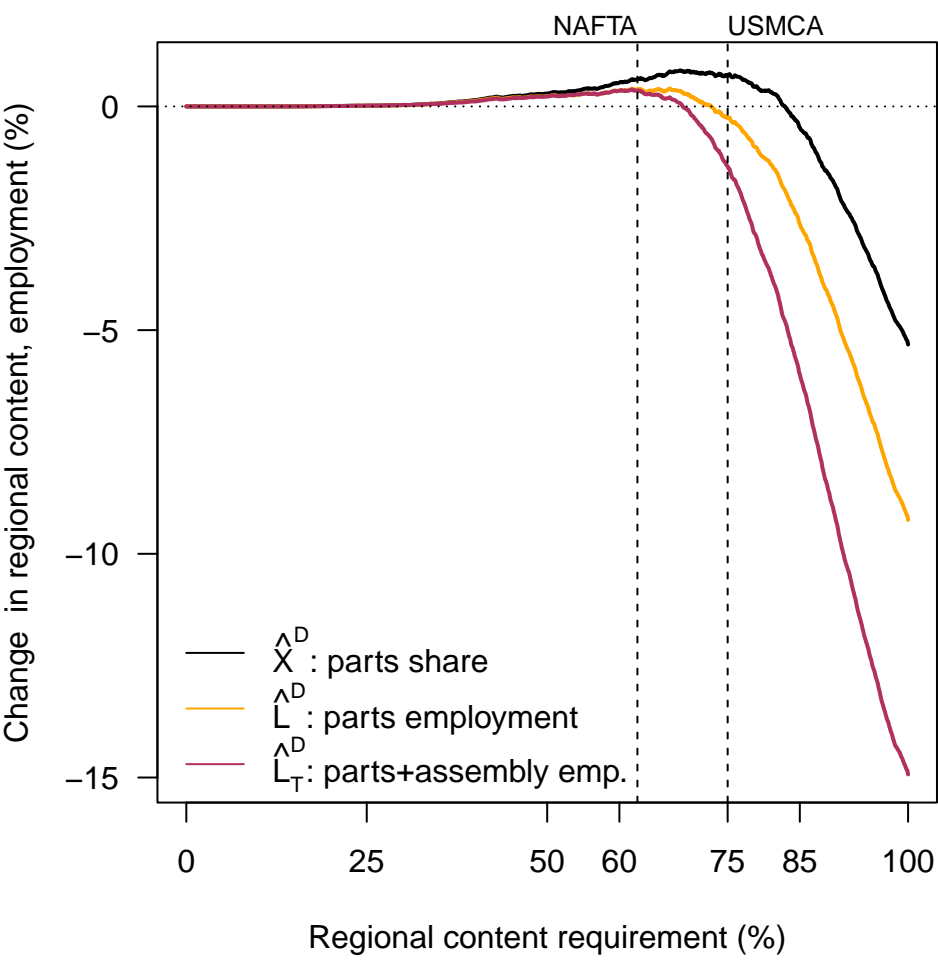 NAFTA USMCA
Change in regional content, employment (%)
0
−5
−10
−15
X̂^D: parts share
L̂^D: parts employment
L̂_T^D: parts+assembly emp.
0 25 50 60 75 85 100
Regional content requirement (%)